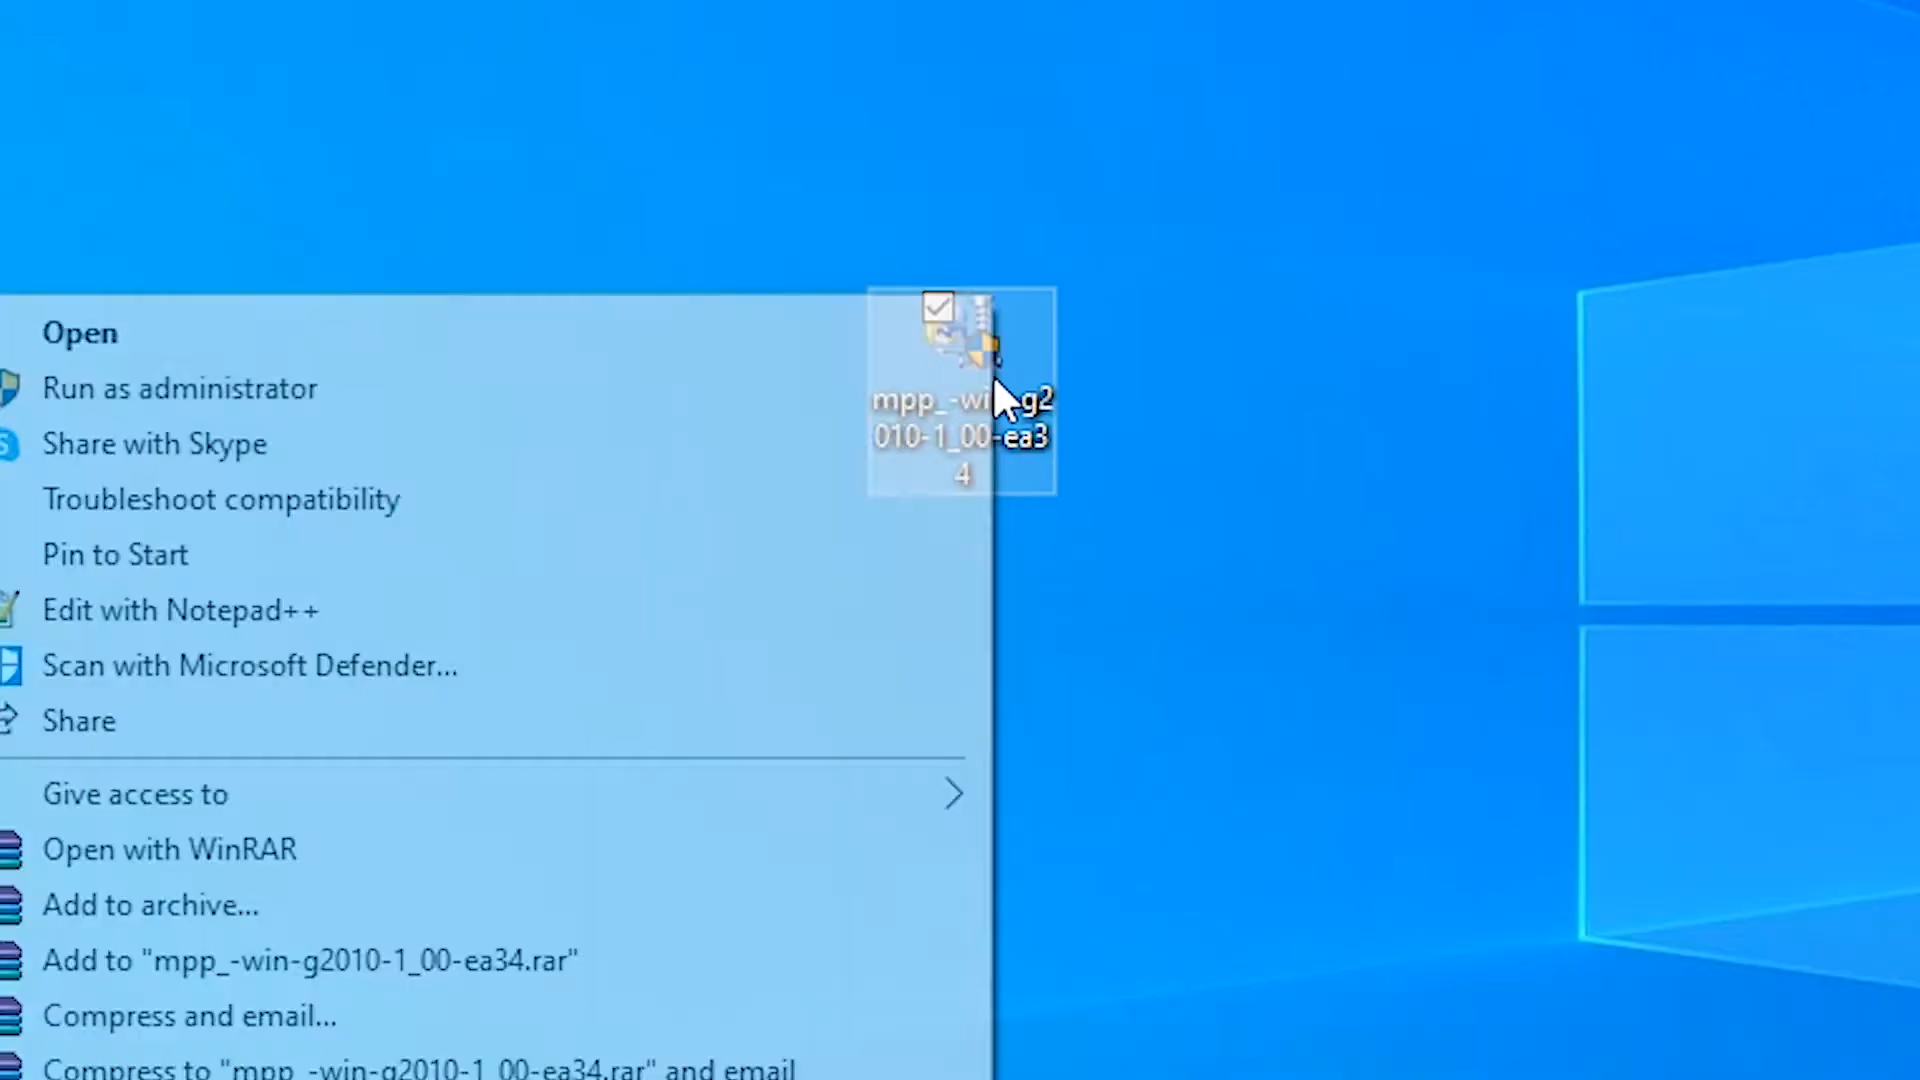 Open
Run as administrator
Share with Skype
Troubleshoot compatibility
Pin to Start
Edit with Notepad++
Scan with Microsoft Defender...
Share
Give access to
Open with WinRAR
Add to archive...
Add to "mpp_-win-g2010-1_00-ea34.rar"
Compress and email...
Compress to "mpp_-win-g2010-1_00-ea34.rar" and email
mpp_-win-g2
010-1_00-ea3
4